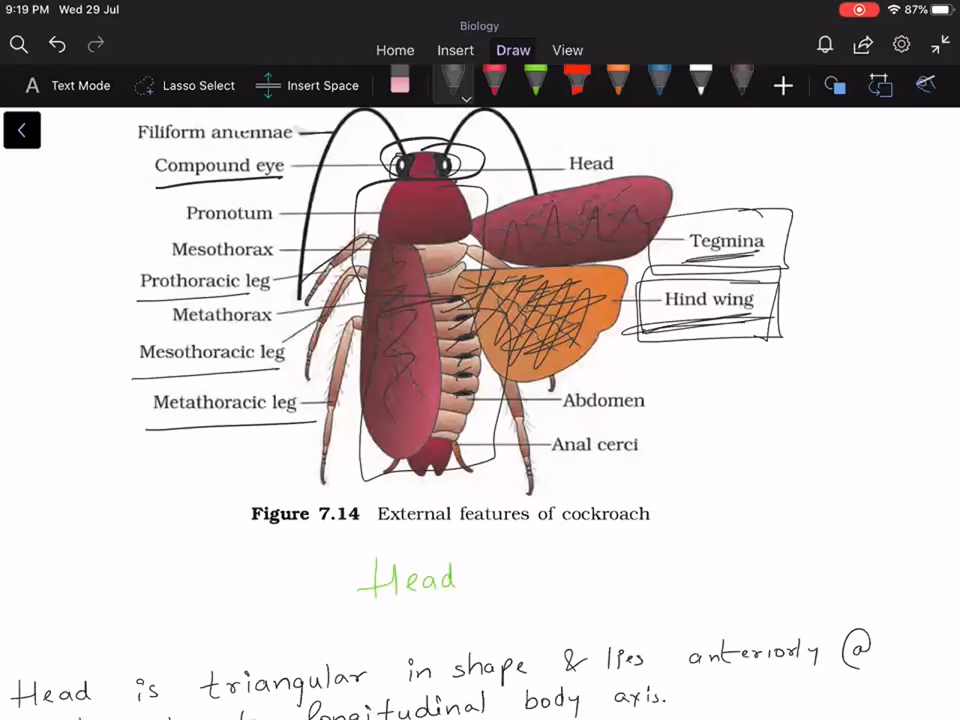 9:19 PM Wed 29 Jul
87%
Biology
Home Insert Draw View
Text Mode Lasso Select Insert Space
Filiform antennae
Compound eye
Head
Pronotum
Tegmina
Mesothorax
Prothoracic leg
Hind wing
Metathorax
Mesothoracic leg
Metathoracic leg
Abdomen
Anal cerci
Figure 7.14 External features of cockroach
Head
Head is triangular in shape & lies anteriorly @
longitudinal body axis.